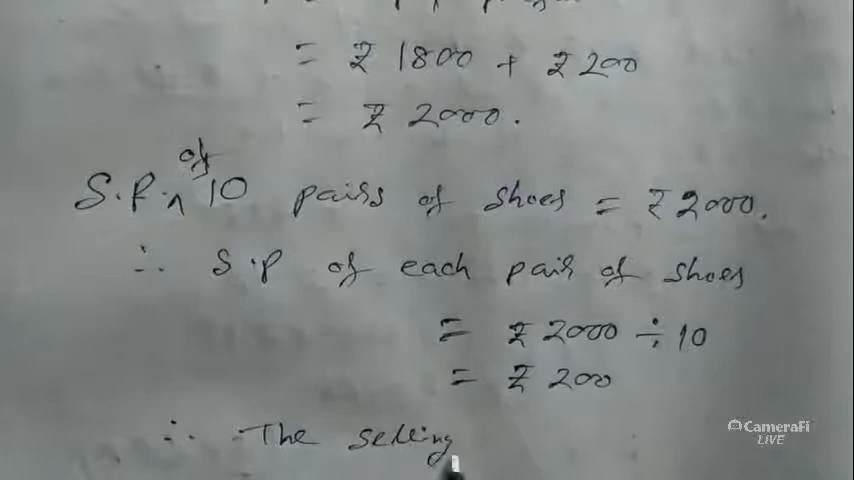 = ₹ 1800 + ₹ 200
= ₹ 2000.
S.P. of 10 pairs of shoes = ₹ 2000.
∴ S.P of each pair of shoes
= ₹ 2000 ÷ 10
= ₹ 200
∴ The selling
CameraFi
LIVE